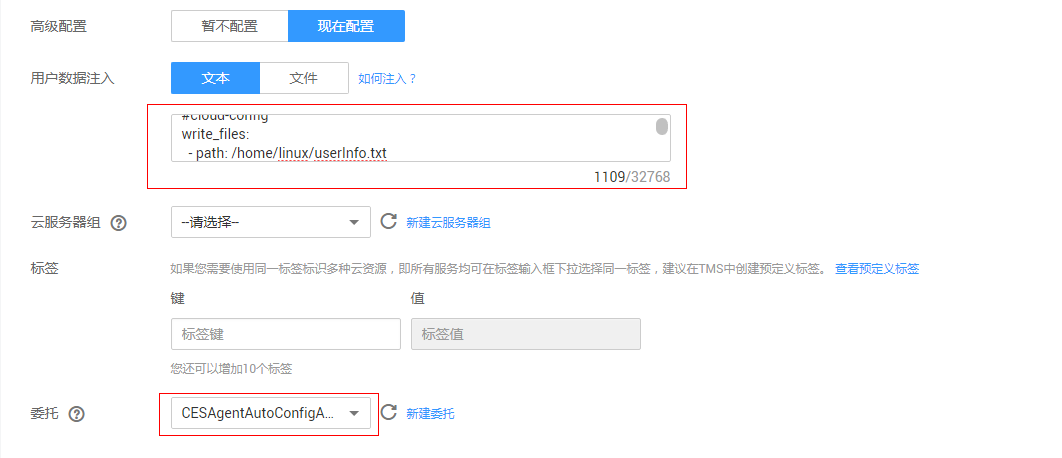 高级配置
暂不配置
现在配置
用户数据注入
文本
文件
如何注入？
#cloud-config
write_files:
- path: /home/linux/userInfo.txt
1109/32768
云服务器组
--请选择--
新建云服务器组
标签
如果您需要使用同一标签标识多种云资源，即所有服务均可在标签输入框下拉选择同一标签，建议在TMS中创建预定义标签。 查看预定义标签
键
值
标签键
标签值
您还可以增加10个标签
委托
CESAgentAutoConfigA...
新建委托